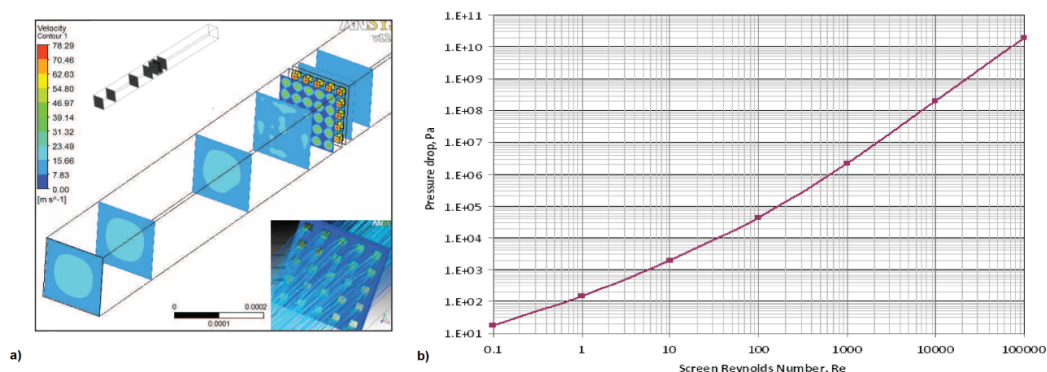 Velocity
Contour 1
78.29
70.46
62.63
54.80
46.97
39.14
31.32
23.49
15.66
7.83
0.00
[m s^-1]
0
0.0002
0.0001
a)
1.E+11
1.E+10
1.E+09
1.E+08
1.E+07
1.E+06
1.E+05
1.E+04
1.E+03
1.E+02
1.E+01
Pressure drop, Pa
0.1 1 10 100 1000 10000 100000
Screen Reynolds Number, Re
b)